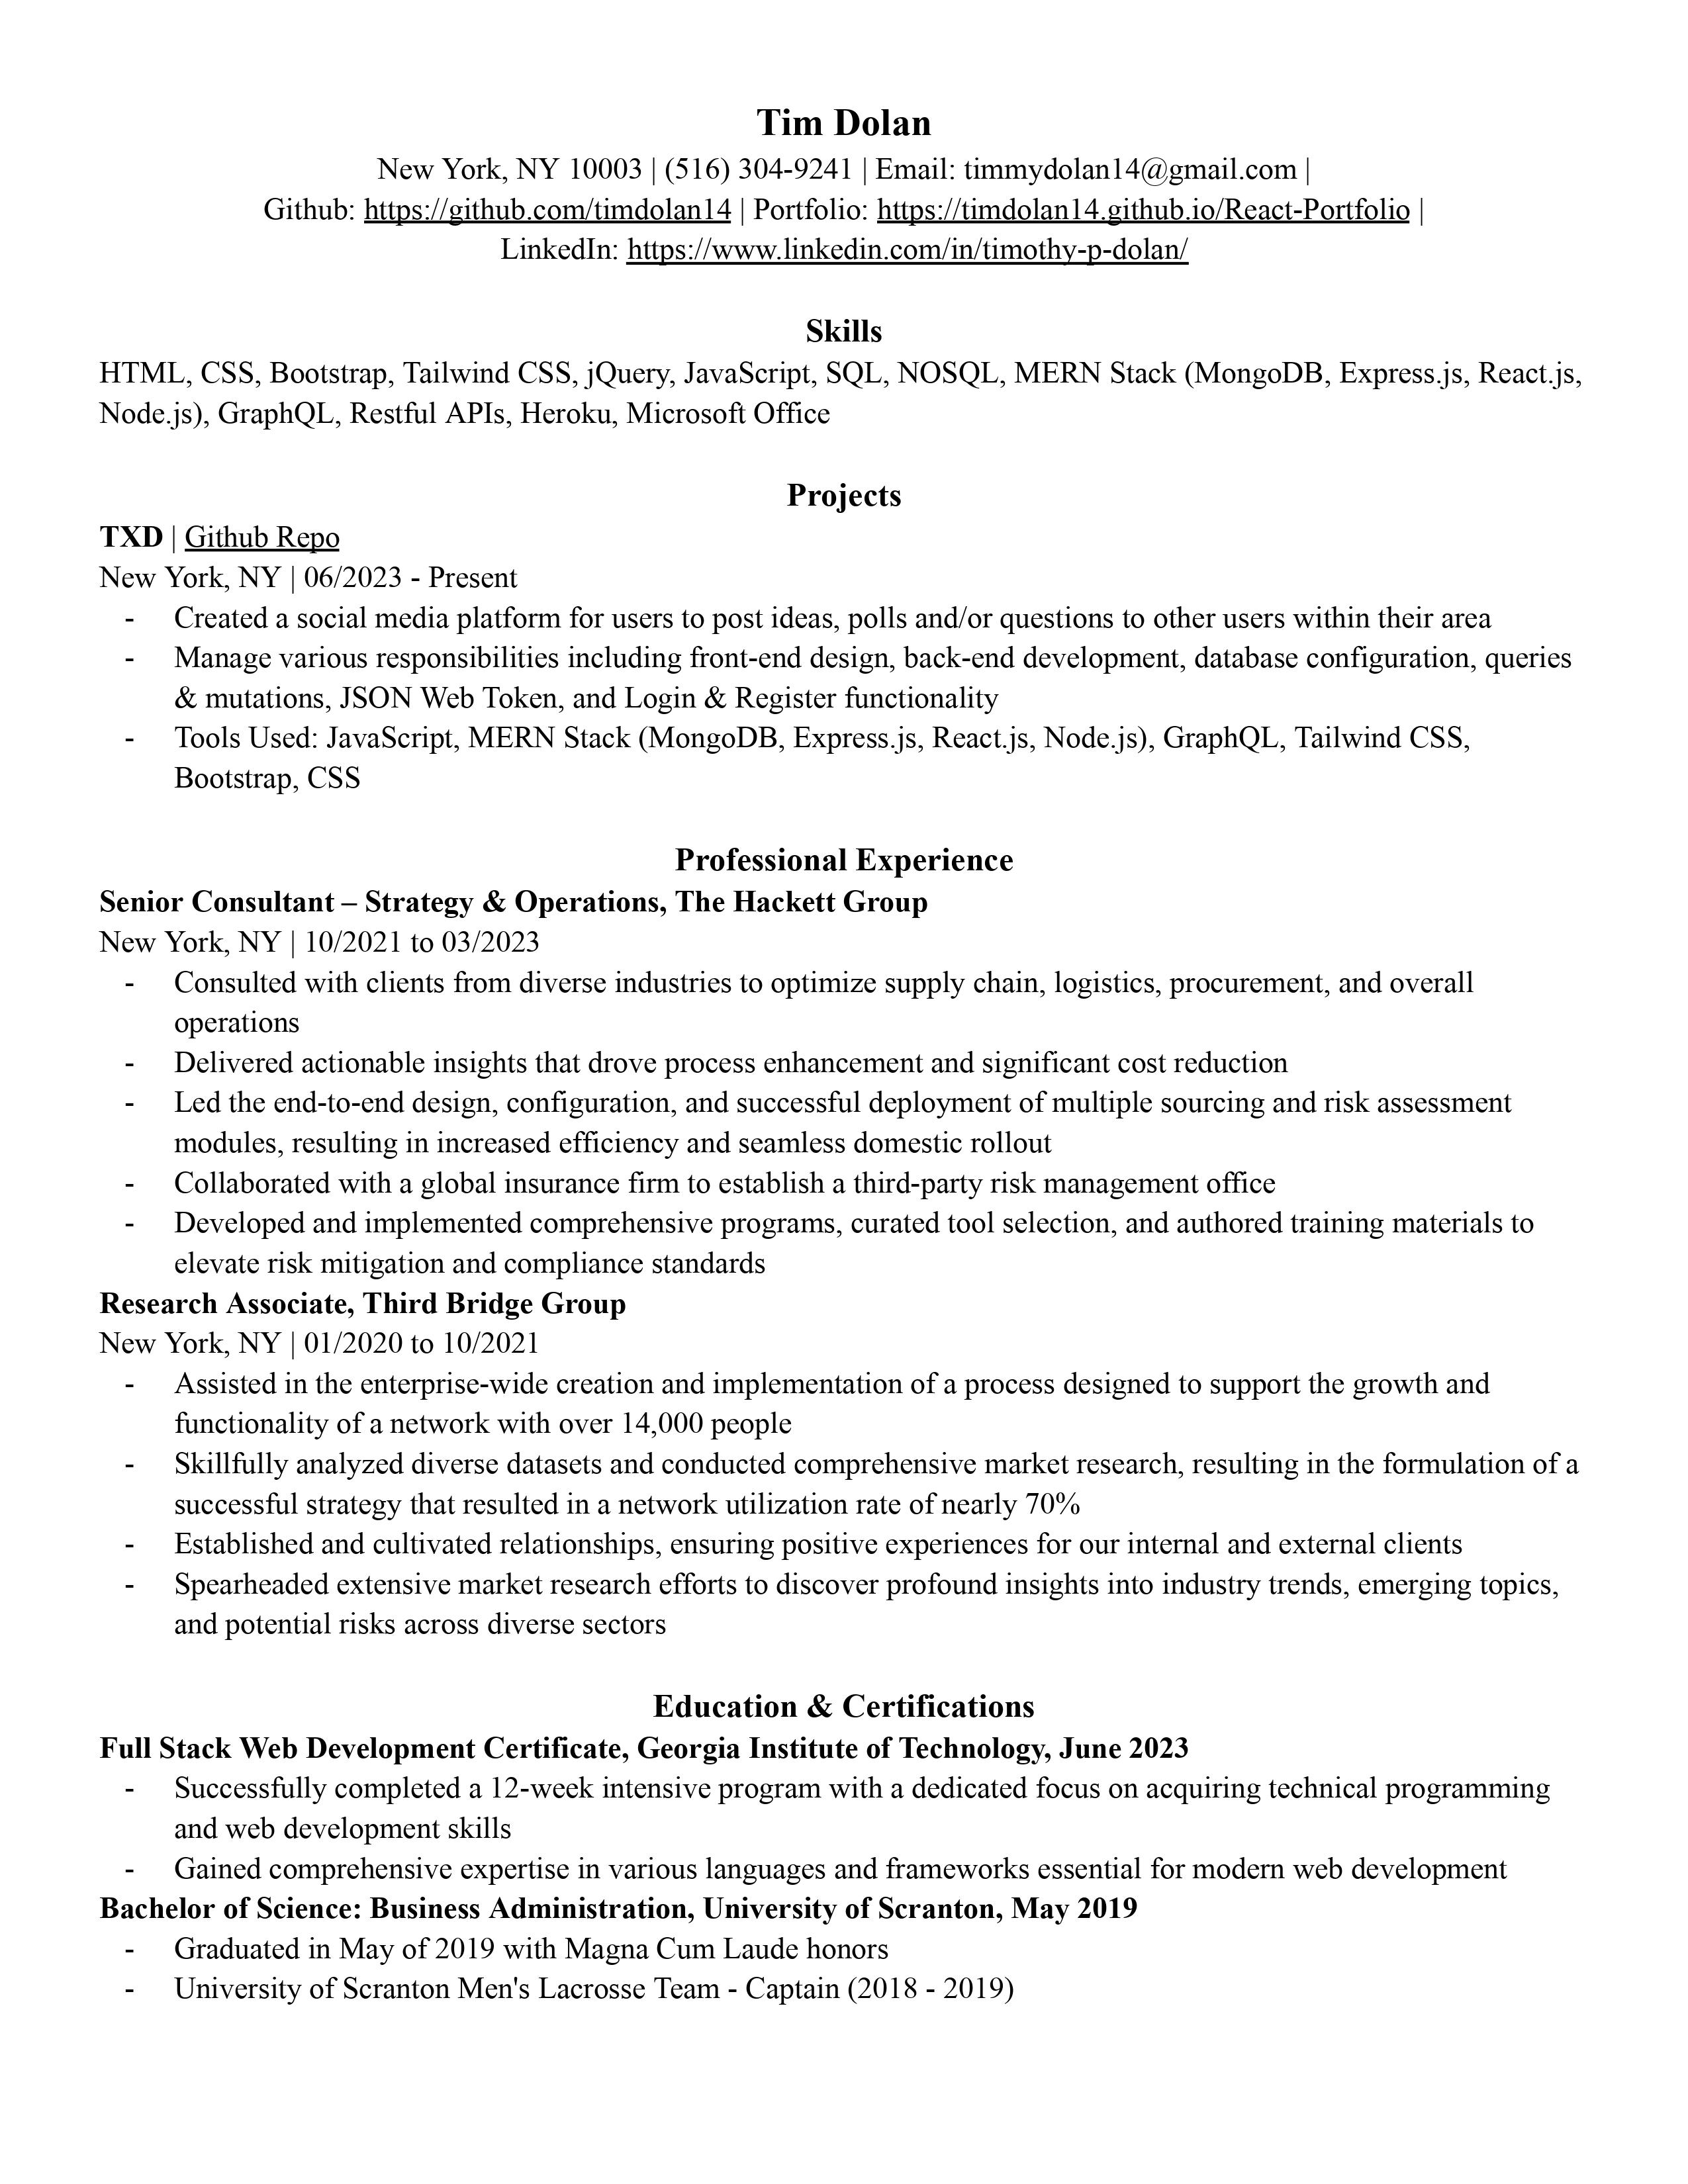 Tim Dolan
New York, NY 10003 | (516) 304-9241 | Email: timmydolan14@gmail.com |
Github: https://github.com/timdolan14 | Portfolio: https://timdolan14.github.io/React-Portfolio |
LinkedIn: https://www.linkedin.com/in/timothy-p-dolan/
Skills
HTML, CSS, Bootstrap, Tailwind CSS, jQuery, JavaScript, SQL, NOSQL, MERN Stack (MongoDB, Express.js, React.js,
Node.js), GraphQL, Restful APIs, Heroku, Microsoft Office
Projects
TXD | Github Repo
New York, NY | 06/2023 - Present
- Created a social media platform for users to post ideas, polls and/or questions to other users within their area
- Manage various responsibilities including front-end design, back-end development, database configuration, queries
& mutations, JSON Web Token, and Login & Register functionality
- Tools Used: JavaScript, MERN Stack (MongoDB, Express.js, React.js, Node.js), GraphQL, Tailwind CSS,
Bootstrap, CSS
Professional Experience
Senior Consultant – Strategy & Operations, The Hackett Group
New York, NY | 10/2021 to 03/2023
- Consulted with clients from diverse industries to optimize supply chain, logistics, procurement, and overall
operations
- Delivered actionable insights that drove process enhancement and significant cost reduction
- Led the end-to-end design, configuration, and successful deployment of multiple sourcing and risk assessment
modules, resulting in increased efficiency and seamless domestic rollout
- Collaborated with a global insurance firm to establish a third-party risk management office
- Developed and implemented comprehensive programs, curated tool selection, and authored training materials to
elevate risk mitigation and compliance standards
Research Associate, Third Bridge Group
New York, NY | 01/2020 to 10/2021
- Assisted in the enterprise-wide creation and implementation of a process designed to support the growth and
functionality of a network with over 14,000 people
- Skillfully analyzed diverse datasets and conducted comprehensive market research, resulting in the formulation of a
successful strategy that resulted in a network utilization rate of nearly 70%
- Established and cultivated relationships, ensuring positive experiences for our internal and external clients
- Spearheaded extensive market research efforts to discover profound insights into industry trends, emerging topics,
and potential risks across diverse sectors
Education & Certifications
Full Stack Web Development Certificate, Georgia Institute of Technology, June 2023
- Successfully completed a 12-week intensive program with a dedicated focus on acquiring technical programming
and web development skills
- Gained comprehensive expertise in various languages and frameworks essential for modern web development
Bachelor of Science: Business Administration, University of Scranton, May 2019
- Graduated in May of 2019 with Magna Cum Laude honors
- University of Scranton Men's Lacrosse Team - Captain (2018 - 2019)